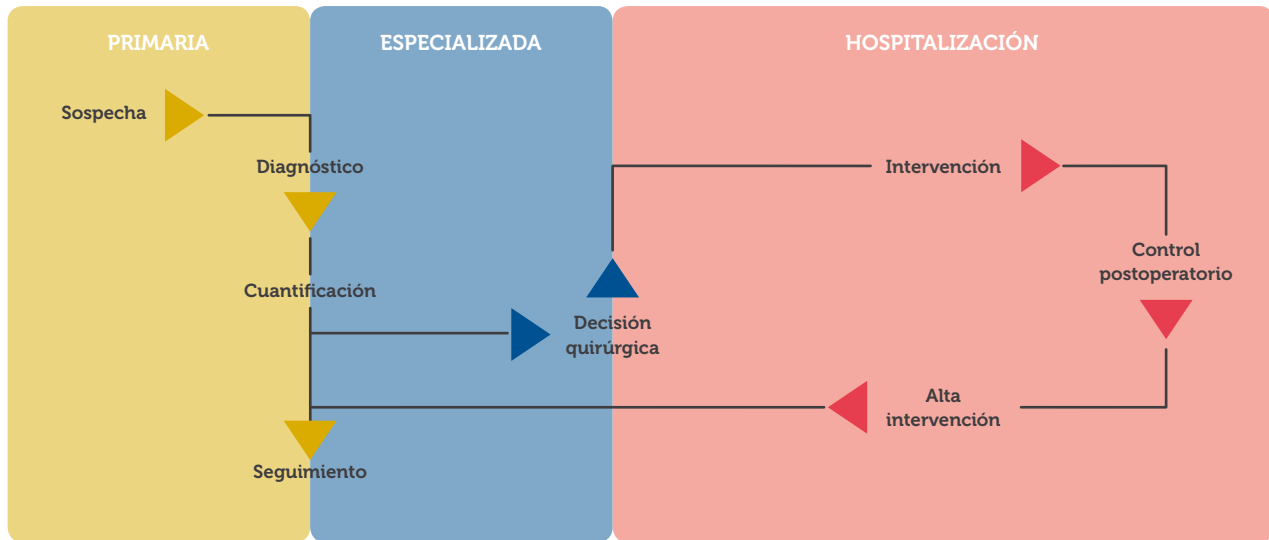 PRIMARIA
ESPECIALIZADA
HOSPITALIZACIÓN
Sospecha
Diagnóstico
Intervención
Control
postoperatorio
Cuantificación
Decisión
quirúrgica
Alta
intervención
Seguimiento